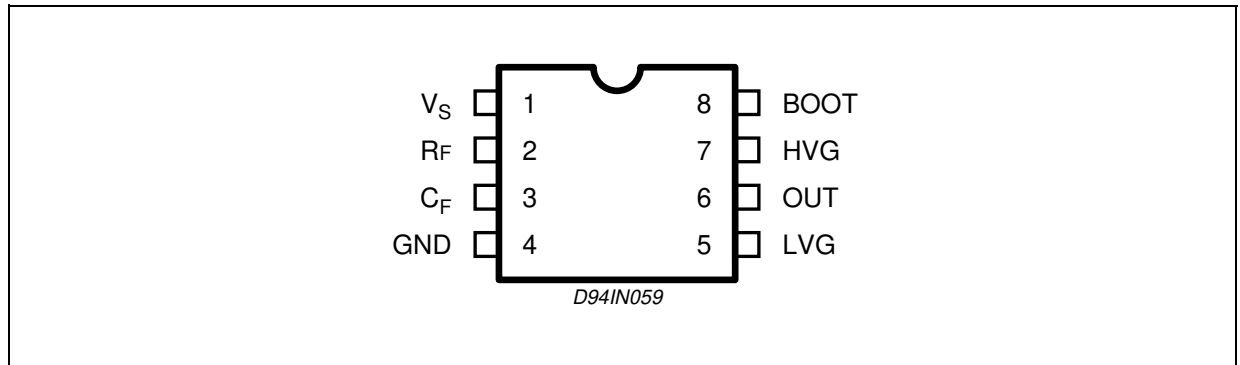 VS 1 8 BOOT
RF 2 7 HVG
CF 3 6 OUT
GND 4 5 LVG
D94IN059